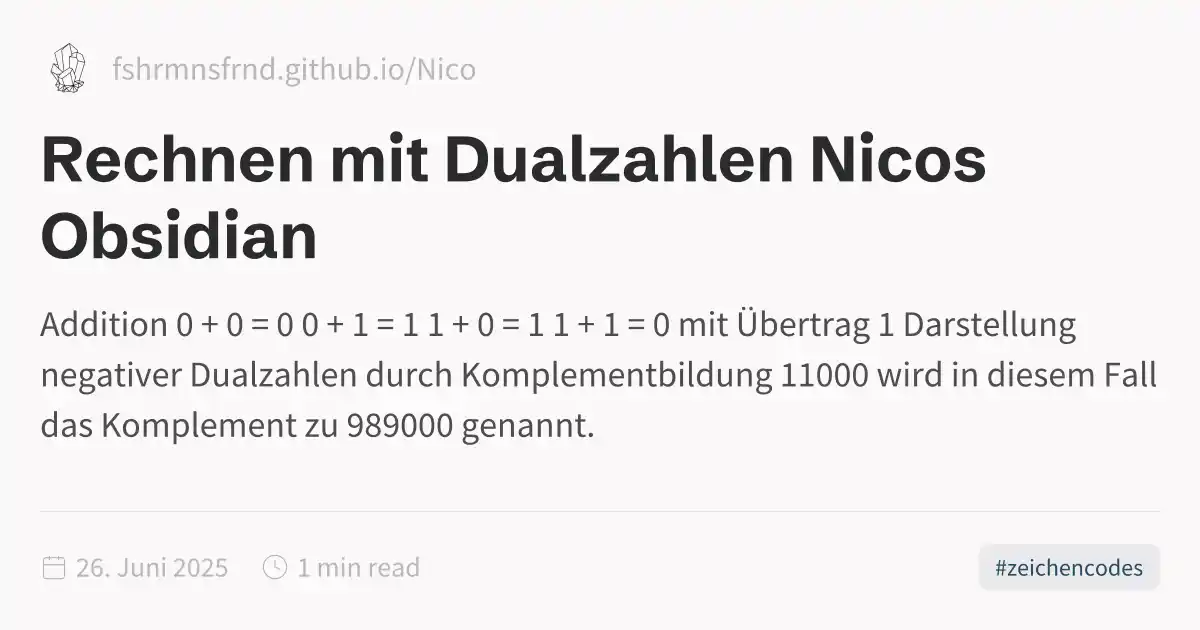 fshrmnsfrnd.github.io/Nico
Rechnen mit Dualzahlen Nicos
Obsidian
Addition 0 + 0 = 0 0 + 1 = 1 1 + 0 = 1 1 + 1 = 0 mit Übertrag 1 Darstellung
negativer Dualzahlen durch Komplementbildung 11000 wird in diesem Fall
das Komplement zu 989000 genannt.
26. Juni 2025 1 min read #zeichencodes